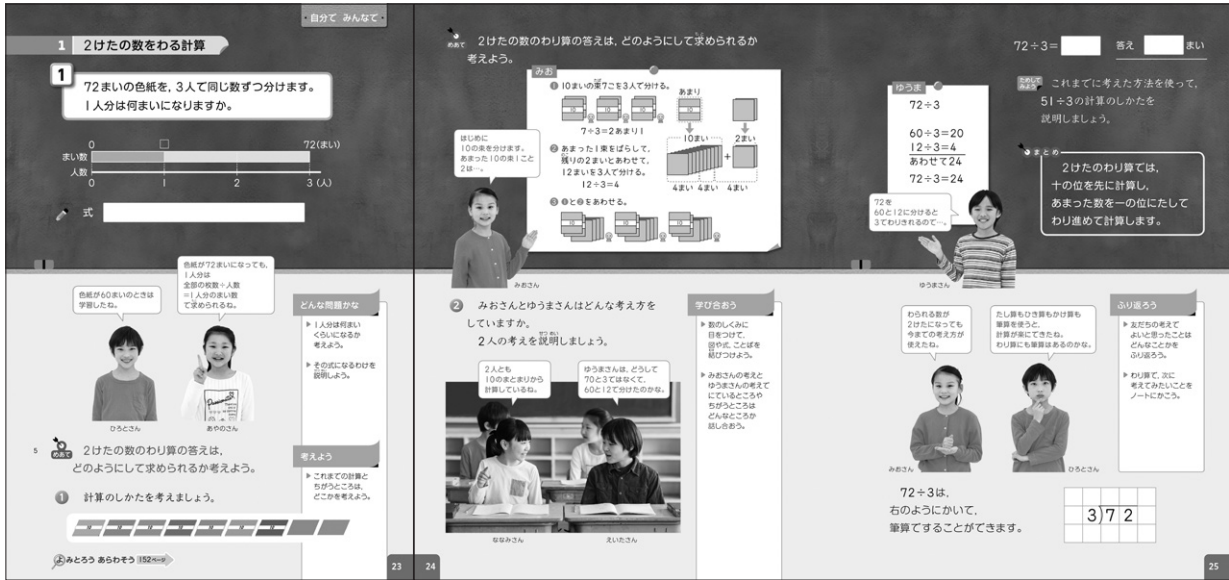 自分で みんなで
1 2けたの数をわる計算
1
72まいの色紙を，3人で同じ数ずつ分けます。
1人分は何まいになりますか。
0 □ 72(まい)
まい数
人数
0 1 2 3 (人)
式
色紙が60まいのときは
学習したね。
色紙が72まいになっても，
1人分は
全部の枚数÷人数
=1人分のまい数
で求められるね。
ひろとさん
あやのさん
どんな問題かな
▶ 1人分は何まい
くらいになるか
考えよう。
▶ その式になるわけを
説明しよう。
5
めあて 2けたの数のわり算の答えは，
どのようにして求められるか考えよう。
1 計算のしかたを考えましょう。
考えよう
▶ これまでの計算と
ちがうところは，
どこかを考えよう。
よみとろう あらわそう 152ページ
23
めあて 2けたの数のわり算の答えは，どのようにして求められるか
考えよう。
みお
❶ 10まいの束7こを3人で分ける。
たば
あまり
10 10 10 10
7÷3=2あまり1
❷ あまった1束をばらして，
残りの2まいとあわせて，
12まいを3人で分ける。
12÷3=4
10まい 2まい
+
4まい 4まい 4まい
❸ ❶と❷をあわせる。
10 10 10
はじめに
10の束を分けます。
あまった10の束1こと
2は…。
みおさん
2 みおさんとゆうまさんはどんな考え方を
していますか。
2人の考えを説明しましょう。
せつめい
2人とも
10のまとまりから
計算しているね。
ゆうまさんは，どうして
70と3ではなくて，
60と12で分けたのかな。
ななみさん
えいたさん
学び合おう
▶ 数のしくみに
目をつけて，
図や式，ことばを
結びつけよう。
▶ みおさんの考えと
ゆうまさんの考えで
にているところや
ちがうところは
どんなところか
話し合おう。
24
72÷3= 答え まい
ゆうま
72÷3
60÷3=20
12÷3=4
あわせて24
72÷3=24
72を
60と12に分けると
3でわりきれるので…。
ゆうまさん
ためして
みよう
これまでに考えた方法を使って，
51÷3の計算のしかたを
説明しましょう。
まとめ
2けたのわり算では，
十の位を先に計算し，
あまった数を一の位にたして
わり進めて計算します。
わられる数が
2けたになっても
今までの考え方が
使えたね。
たし算もひき算もかけ算も
筆算を使うと，
計算が楽にできたね。
わり算にも筆算はあるのかな。
みおさん
ひろとさん
ふり返ろう
▶ 友だちの考えで
よいと思ったことは
どんなことかを
ふり返ろう。
▶ わり算で，次に
考えてみたいことを
ノートにかこう。
72÷3は，
右のようにかいて，
筆算ですることができます。
3)72
25